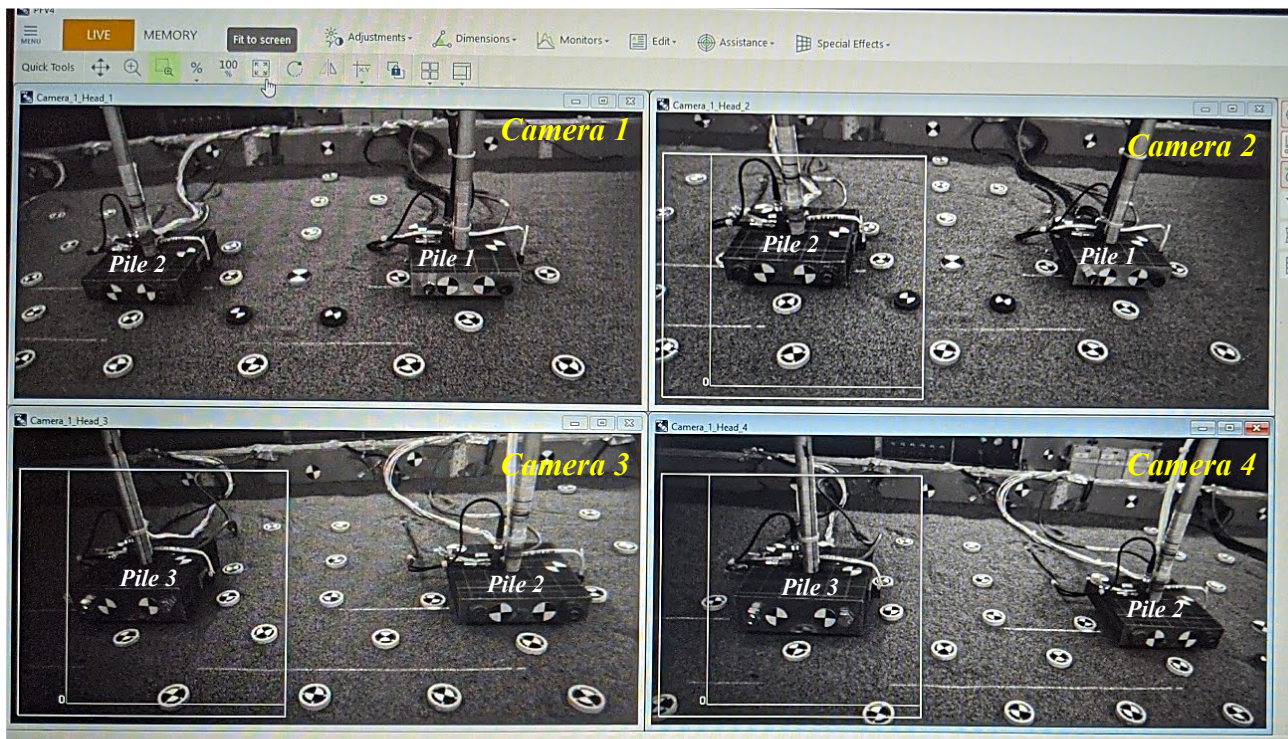 PFV4
MENU
LIVE
MEMORY
Fit to screen
Adjustments
Dimensions
Monitors
Edit
Assistance
Special Effects
Quick Tools
%
100
%
X,Y
Camera_1_Head_1
Camera 1
Pile 2
Pile 1
Camera_1_Head_2
Camera 2
Pile 2
Pile 1
0
Camera_1_Head_3
Camera 3
Pile 3
Pile 2
0
Camera_1_Head_4
Camera 4
Pile 3
Pile 2
0